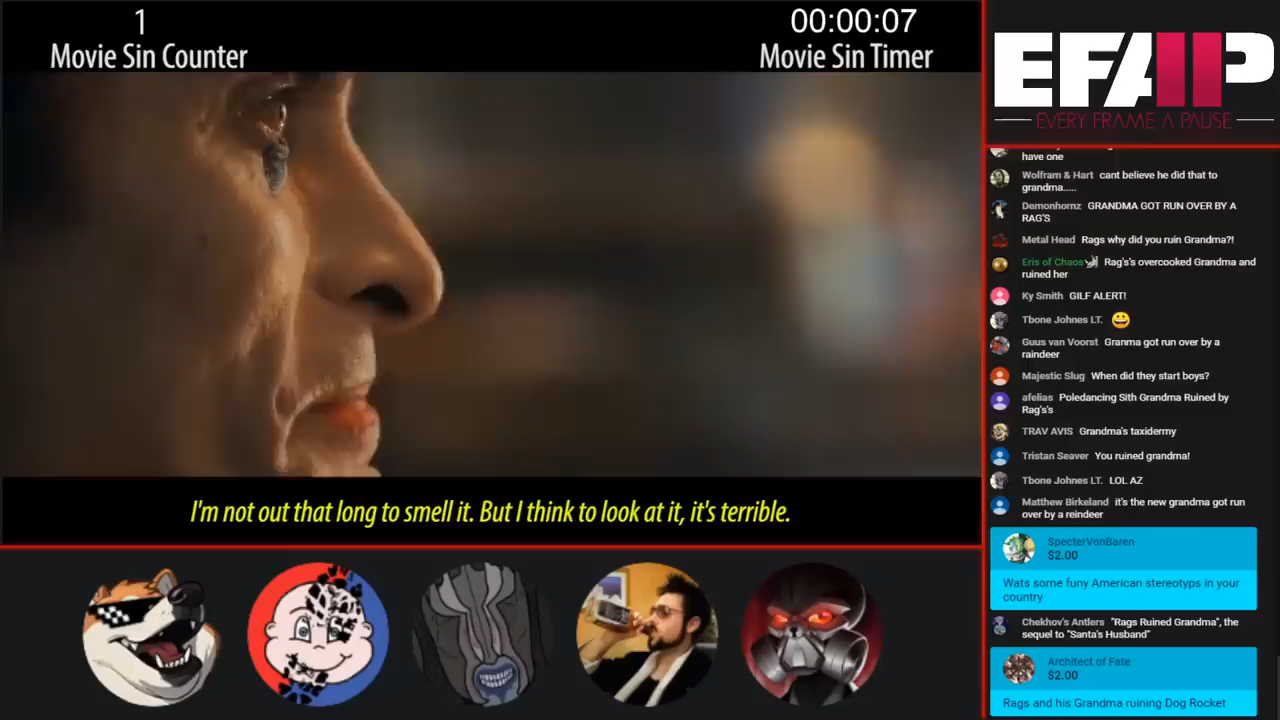 1
Movie Sin Counter
00:00:07
Movie Sin Timer
I'm not out that long to smell it. But I think to look at it, it's terrible.
EFAP
EVERY FRAME A PAUSE
have one
Wolfram & Hart cant believe he did that to
grandma.....
Demonhornz GRANDMA GOT RUN OVER BY A
RAG'S
Metal Head Rags why did you ruin Grandma?!
Eris of Chaos Rag's's overcooked Grandma and
ruined her
Ky Smith GILF ALERT!
Tbone Johnes LT. 😀
Guus van Voorst Granma got run over by a
raindeer
Majestic Slug When did they start boys?
afelias Poledancing Sith Grandma Ruined by
Rag's's
TRAV AVIS Grandma's taxidermy
Tristan Seaver You ruined grandma!
Tbone Johnes LT. LOL AZ
Matthew Birkeland it's the new grandma got run
over by a reindeer
SpecterVonBaren
$2.00
Wats some funy American stereotyps in your
country
Chekhov's Antlers "Rags Ruined Grandma", the
sequel to "Santa's Husband"
Architect of Fate
$2.00
Rags and his Grandma ruining Dog Rocket